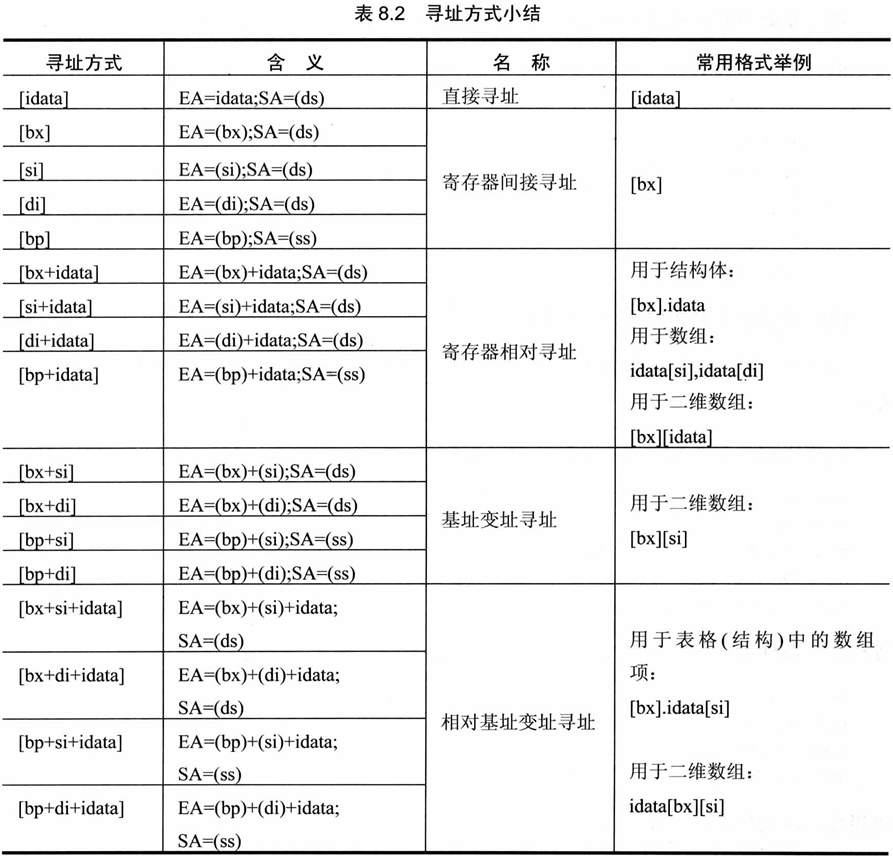 表 8.2 寻址方式小结
寻址方式 含 义 名 称 常用格式举例
[idata] EA=idata;SA=(ds) 直接寻址 [idata]
[bx] EA=(bx);SA=(ds)
[si] EA=(si);SA=(ds)
寄存器间接寻址 [bx]
[di] EA=(di);SA=(ds)
[bp] EA=(bp);SA=(ss)
[bx+idata] EA=(bx)+idata;SA=(ds) 用于结构体：
[si+idata] EA=(si)+idata;SA=(ds) [bx].idata
[di+idata] EA=(di)+idata;SA=(ds) 用于数组：
寄存器相对寻址
[bp+idata] EA=(bp)+idata;SA=(ss) idata[si],idata[di]
用于二维数组：
[bx][idata]
[bx+si] EA=(bx)+(si);SA=(ds)
[bx+di] EA=(bx)+(di);SA=(ds) 用于二维数组：
基址变址寻址
[bp+si] EA=(bp)+(si);SA=(ss) [bx][si]
[bp+di] EA=(bp)+(di);SA=(ss)
[bx+si+idata] EA=(bx)+(si)+idata;
SA=(ds) 用于表格(结构)中的数组
[bx+di+idata] EA=(bx)+(di)+idata; 项：
SA=(ds) [bx].idata[si]
相对基址变址寻址
[bp+si+idata] EA=(bp)+(si)+idata;
SA=(ss) 用于二维数组：
[bp+di+idata] EA=(bp)+(di)+idata; idata[bx][si]
SA=(ss)